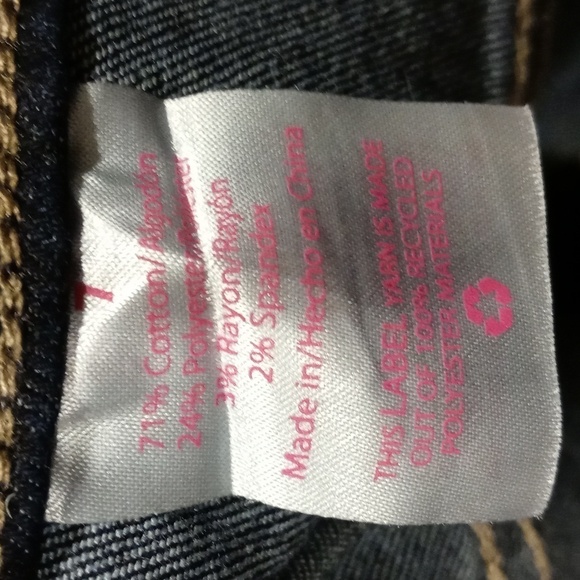 7
71% Cotton/Algodón
24% Polyester/Poliéster
3% Rayon/Rayón
2% Spandex
Made in/Hecho en China
THIS LABEL YARN IS MADE
OUT OF 100% RECYCLED
POLYESTER MATERIALS